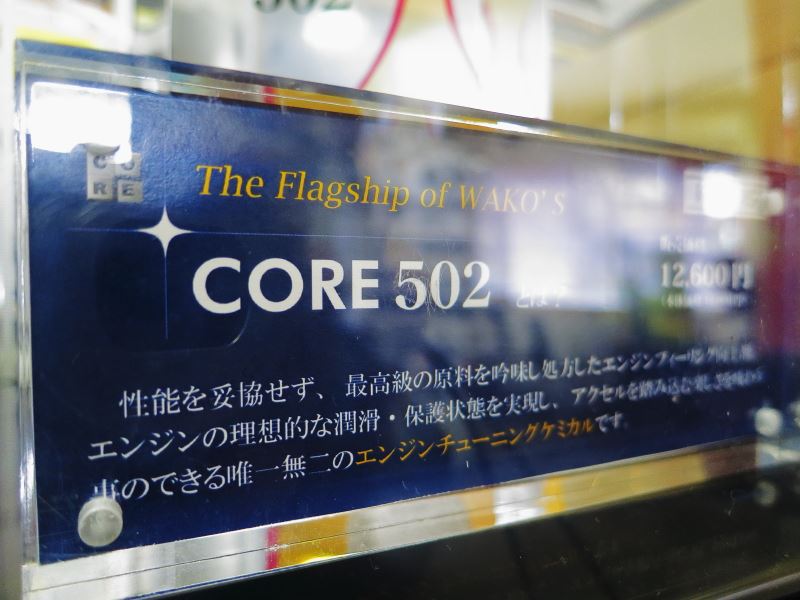 502
CO
RE
The Flagship of WAKO'S
CORE 502 とは?
12,600円
性能を妥協せず、最高級の原料を吟味し処方したエンジンフィーリング向上剤。
エンジンの理想的な潤滑・保護状態を実現し、アクセルを踏み込む楽しさを味わう
事のできる唯一無二のエンジンチューニングケミカルです。